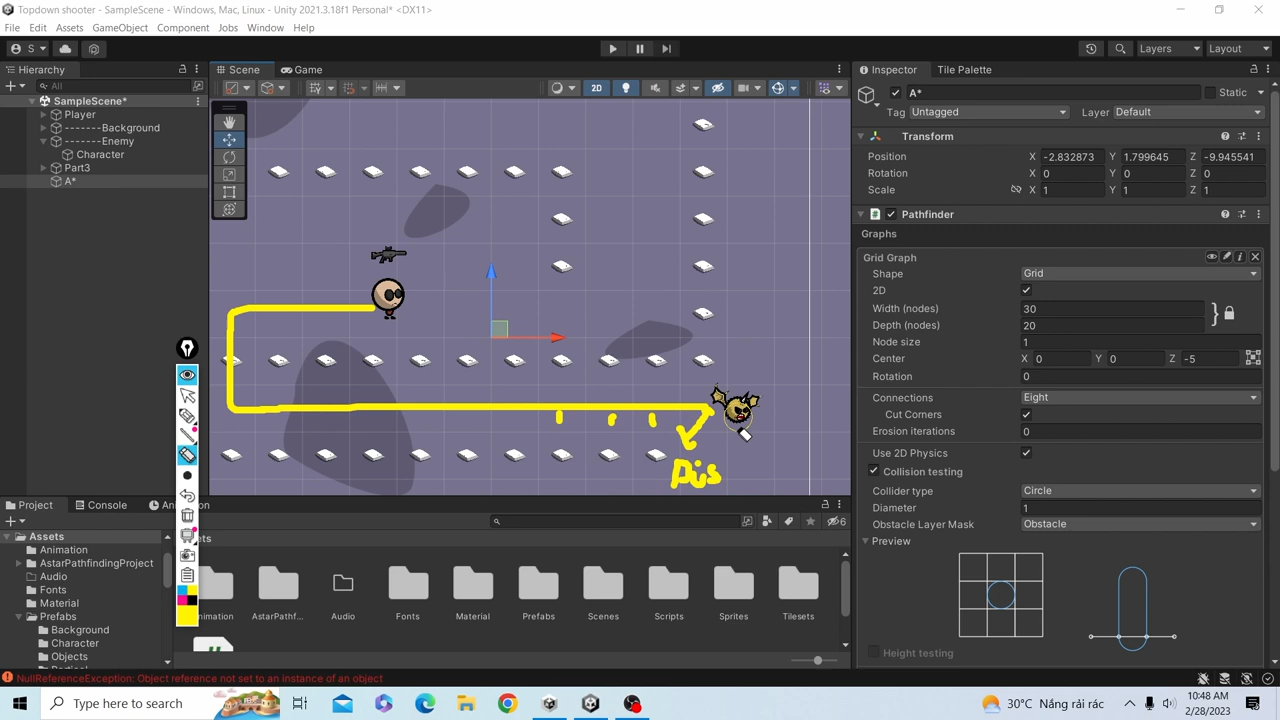 Topdown shooter - SampleScene - Windows, Mac, Linux - Unity 2021.3.18f1 Personal* <DX11>
File Edit Assets GameObject Component Jobs Window Help
S Layers Layout
Hierarchy Scene Game Inspector Tile Palette
All
2D
SampleScene*
Player
-------Background
-------Enemy
Character
Part3
A*
A* Static
Tag Untagged Layer Default
Transform
Position X -2.832873 Y 1.799645 Z -9.945541
Rotation X 0 Y 0 Z 0
Scale X 1 Y 1 Z 1
Pathfinder
Graphs
Grid Graph
Shape Grid
2D
Width (nodes) 30
Depth (nodes) 20
Node size 1
Center X 0 Y 0 Z -5
Rotation 0
Connections Eight
Cut Corners
Erosion iterations 0
Use 2D Physics
Collision testing
Collider type Circle
Diameter 1
Obstacle Layer Mask Obstacle
Preview
Height testing
Dis
Project Console
6
Assets
Animation
AstarPathfindingProject
Audio
Fonts
Material
Prefabs
Background
Character
Objects
AstarPathf... Audio Fonts Material Prefabs Scenes Scripts Sprites Tilesets
NullReferenceException: Object reference not set to an instance of an object
Type here to search
30°C Nắng rải rác
10:48 AM
2/28/2023